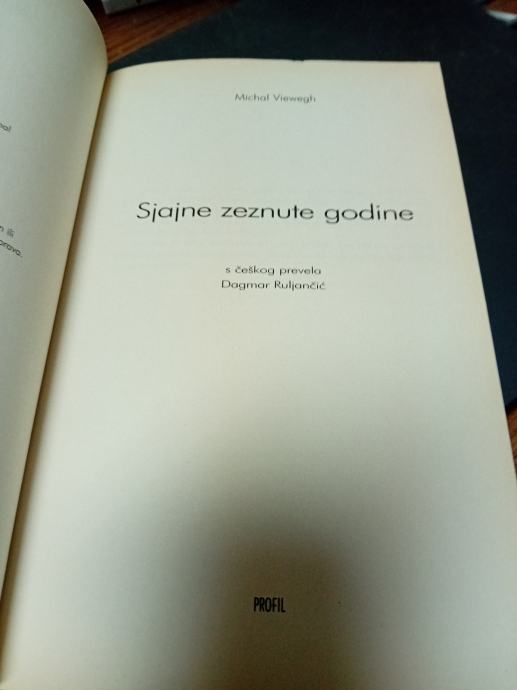 Michal Viewegh
Sjajne zeznute godine
s češkog prevela
Dagmar Ruljančić
PROFIL